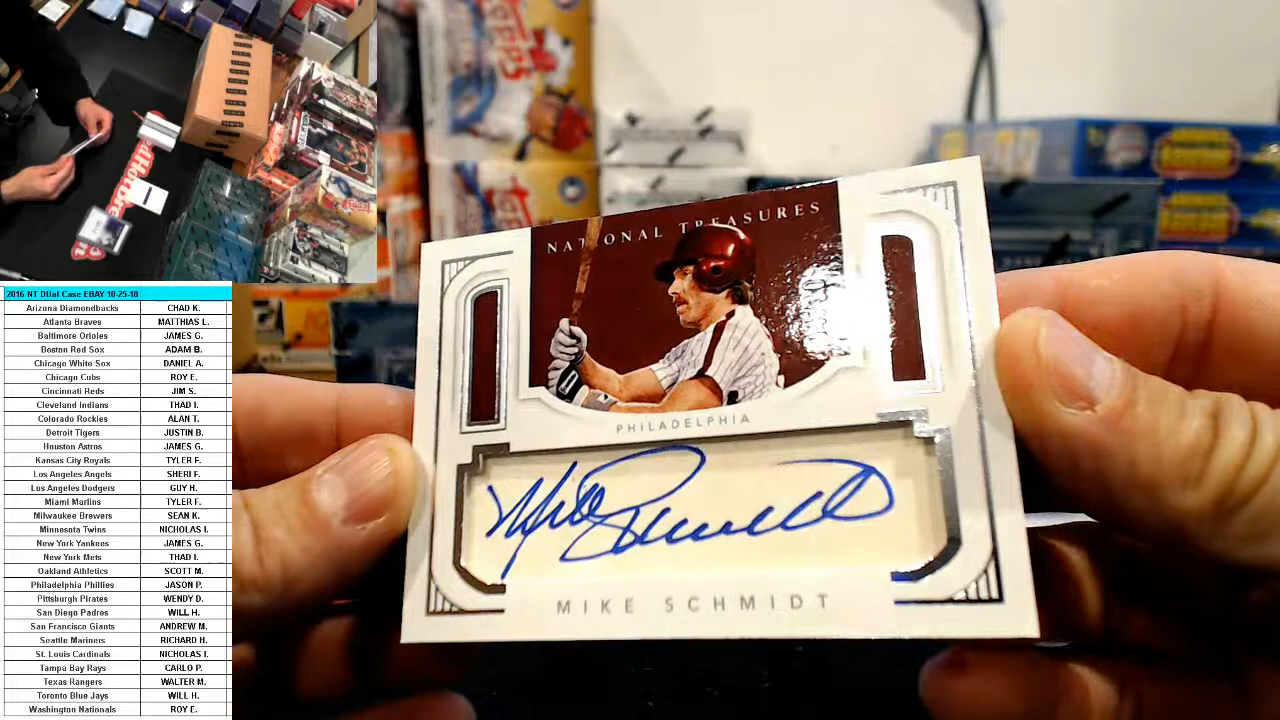 2016 NT DUal Case EBAY 10-25-18
Arizona Diamondbacks CHAD K.
Atlanta Braves MATTHIAS L.
Baltimore Orioles JAMES G.
Boston Red Sox ADAM B.
Chicago White Sox DANIEL A.
Chicago Cubs ROY E.
Cincinnati Reds JIM S.
Cleveland Indians THAD I.
Colorado Rockies ALAN T.
Detroit Tigers JUSTIN B.
Houston Astros JAMES G.
Kansas City Royals TYLER F.
Los Angeles Angels SHERI F.
Los Angeles Dodgers GUY H.
Miami Marlins TYLER F.
Milwaukee Brewers SEAN K.
Minnesota Twins NICHOLAS I.
New York Yankees JAMES G.
New York Mets THAD I.
Oakland Athletics SCOTT M.
Philadelphia Phillies JASON P.
Pittsburgh Pirates WENDY D.
San Diego Padres WILL H.
San Francisco Giants ANDREW M.
Seattle Mariners RICHARD H.
St. Louis Cardinals NICHOLAS I.
Tampa Bay Rays CARLO P.
Texas Rangers WALTER M.
Toronto Blue Jays WILL H.
Washington Nationals ROY E.
Topps
NATIONAL TREASURES
PHILADELPHIA
Mike Schmidt
MIKE SCHMIDT